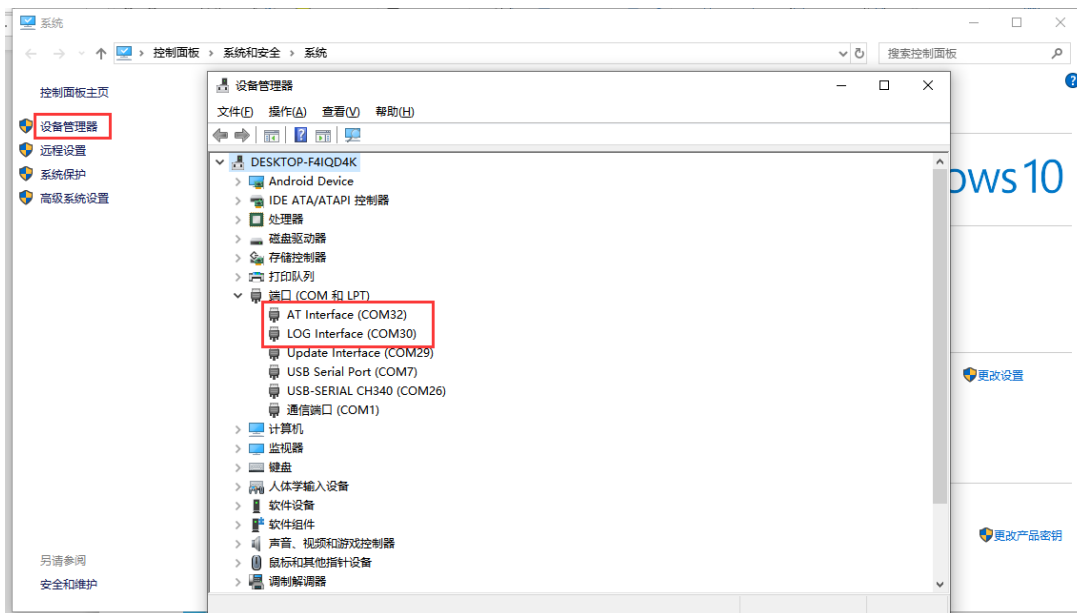 系统
控制面板 › 系统和安全 › 系统
搜索控制面板
控制面板主页
设备管理器
远程设置
系统保护
高级系统设置
另请参阅
安全和维护
设备管理器
文件(F) 操作(A) 查看(V) 帮助(H)
DESKTOP-F4IQD4K
Android Device
IDE ATA/ATAPI 控制器
处理器
磁盘驱动器
存储控制器
打印队列
端口 (COM 和 LPT)
AT Interface (COM32)
LOG Interface (COM30)
Update Interface (COM29)
USB Serial Port (COM7)
USB-SERIAL CH340 (COM26)
通信端口 (COM1)
计算机
监视器
键盘
人体学输入设备
软件设备
软件组件
声音、视频和游戏控制器
鼠标和其他指针设备
调制解调器
ows 10
更改设置
更改产品密钥